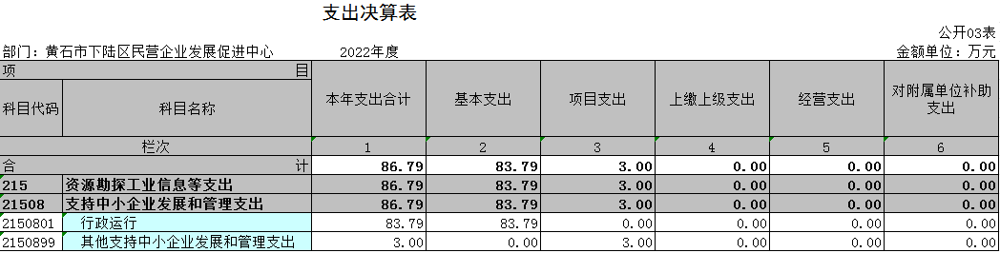 支出决算表
公开03表
部门：黄石市下陆区民营企业发展促进中心 2022年度 金额单位：万元
项 目 本年支出合计 基本支出 项目支出 上缴上级支出 经营支出 对附属单位补助支出
科目代码 科目名称
栏次 1 2 3 4 5 6
合 计 86.79 83.79 3.00 0.00 0.00 0.00
215 资源勘探工业信息等支出 86.79 83.79 3.00 0.00 0.00 0.00
21508 支持中小企业发展和管理支出 86.79 83.79 3.00 0.00 0.00 0.00
2150801 行政运行 83.79 83.79 0.00 0.00 0.00 0.00
2150899 其他支持中小企业发展和管理支出 3.00 0.00 3.00 0.00 0.00 0.00